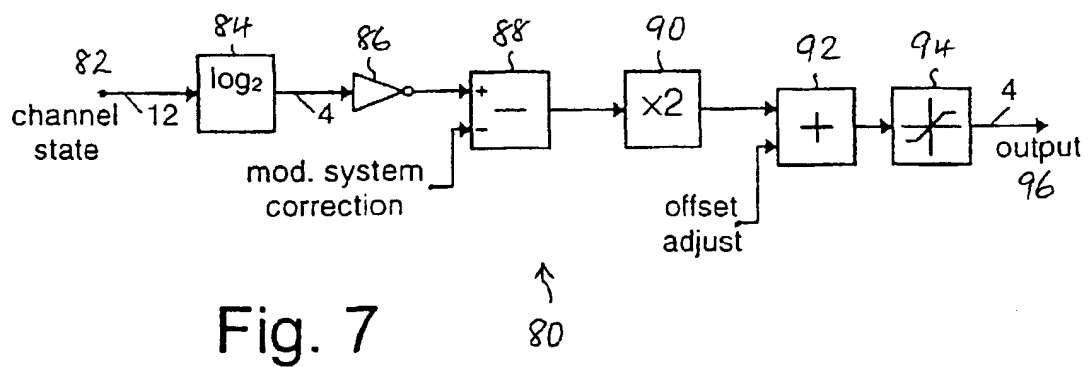 82
84
86
88
90
92
94
log₂
+
−
—
×2
+
channel
state
12
4
mod. system
correction
offset
adjust
4
output
96
Fig. 7
80